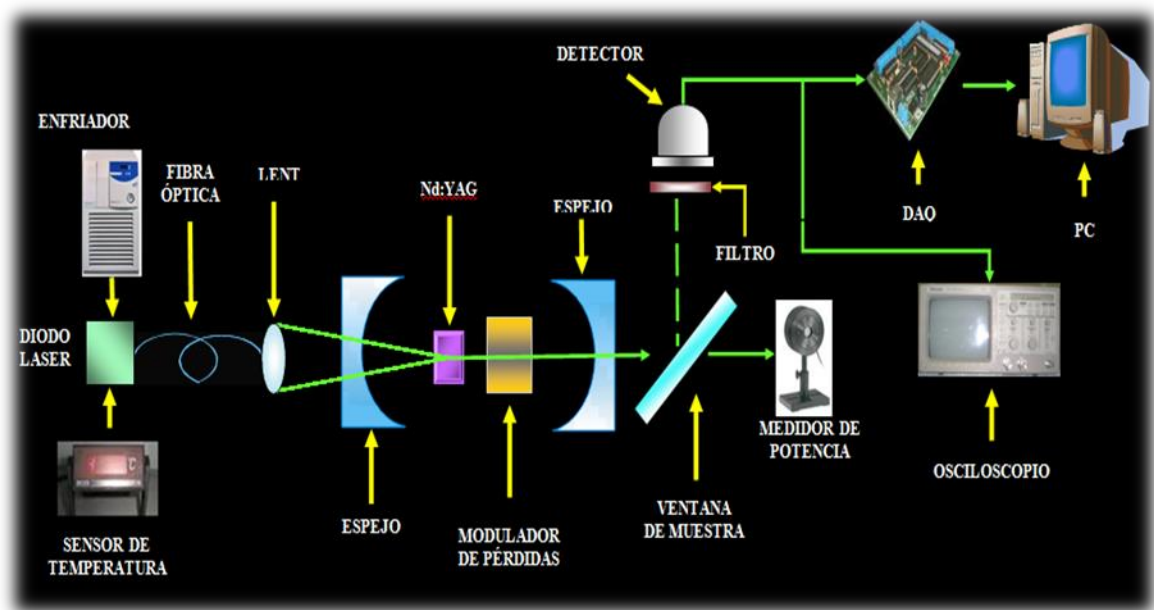 DETECTOR
ENFRIADOR
FIBRA
ÓPTICA
LENT
Nd:YAG
ESPEJO
FILTRO
DAQ
PC
DIODO
LASER
MEDIDOR DE
POTENCIA
OSCILOSCOPIO
ESPEJO
MODULADOR
DE PÉRDIDAS
VENTANA
DE MUESTRA
SENSOR DE
TEMPERATURA